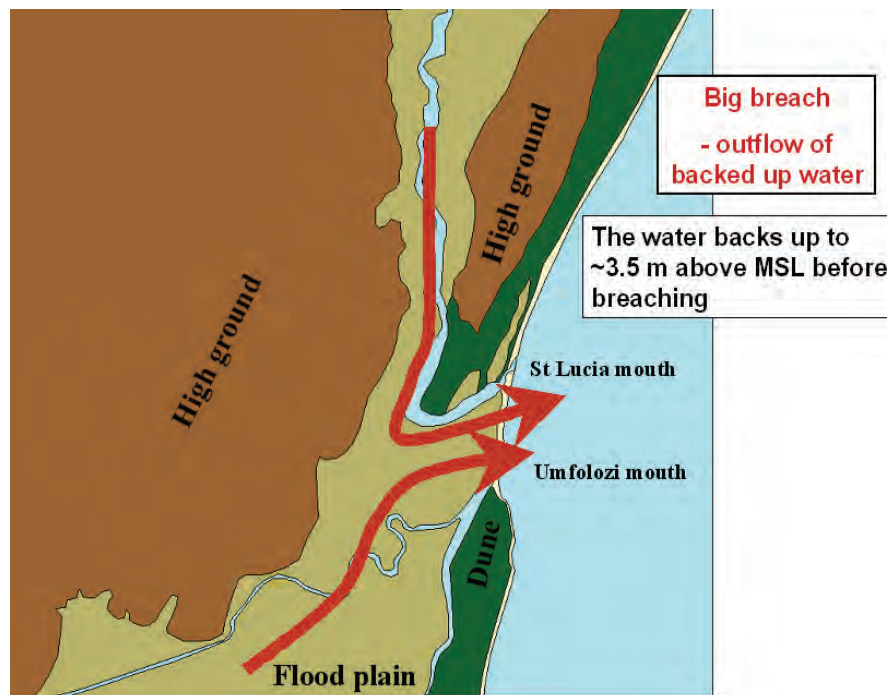 Big breach
- outflow of
backed up water
The water backs up to
~3.5 m above MSL before
breaching
High ground
High ground
St Lucia mouth
Umfolozi mouth
Dune
Flood plain